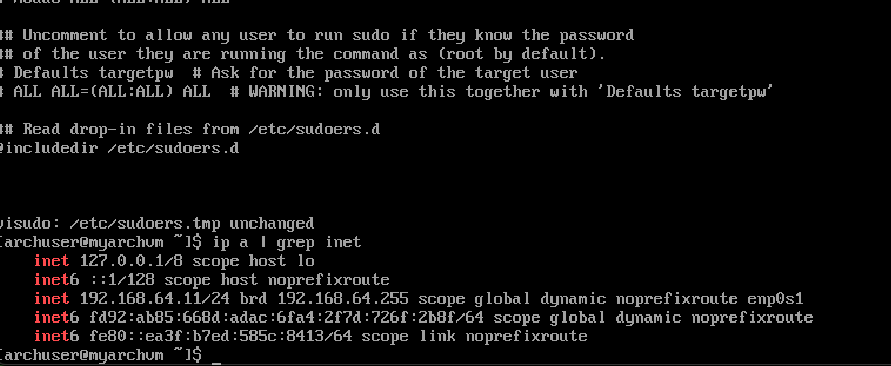 ## Uncomment to allow any user to run sudo if they know the password
## of the user they are running the command as (root by default).
# Defaults targetpw  # Ask for the password of the target user
# ALL ALL=(ALL:ALL) ALL  # WARNING: only use this together with 'Defaults targetpw'
## Read drop-in files from /etc/sudoers.d
@includedir /etc/sudoers.d
visudo: /etc/sudoers.tmp unchanged
[archuser@myarchvm ~]$ ip a | grep inet
    inet 127.0.0.1/8 scope host lo
    inet6 ::1/128 scope host noprefixroute
    inet 192.168.64.11/24 brd 192.168.64.255 scope global dynamic noprefixroute enp0s1
    inet6 fd92:ab85:668d:adac:6fa4:2f7d:726f:2b8f/64 scope global dynamic noprefixroute
    inet6 fe80::ea3f:b7ed:585c:8413/64 scope link noprefixroute
[archuser@myarchvm ~]$ _